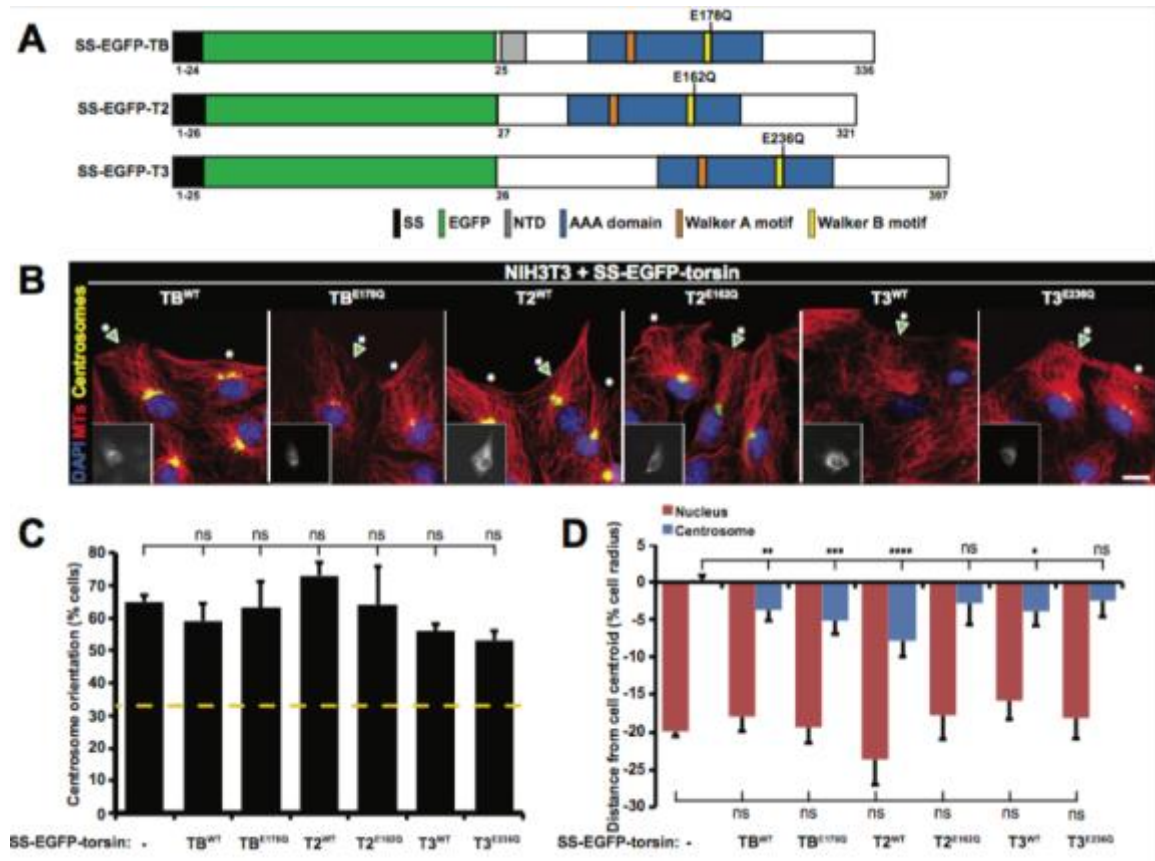 A
E178Q
SS-EGFP-TB
1-24 25 336
E162Q
SS-EGFP-T2
1-26 27 321
E236Q
SS-EGFP-T3
1-25 26 397
SS EGFP NTD AAA domain Walker A motif Walker B motif
B
NIH3T3 + SS-EGFP-torsin
TBWT TBE178Q T2WT T2E162Q T3WT T3E236Q
DAPI MTs Centrosomes
C
ns ns ns ns ns ns
Centrosome orientation (% cells)
80
70
60
50
40
30
20
10
0
SS-EGFP-torsin: - TBWT TBE178Q T2WT T2E162Q T3WT T3E236Q
D
Nucleus
Centrosome
** *** **** ns * ns
Distance from cell centroid (% cell radius)
5
0
-5
-10
-15
-20
-25
-30
ns ns ns ns ns ns
SS-EGFP-torsin: - TBWT TBE178Q T2WT T2E162Q T3WT T3E236Q